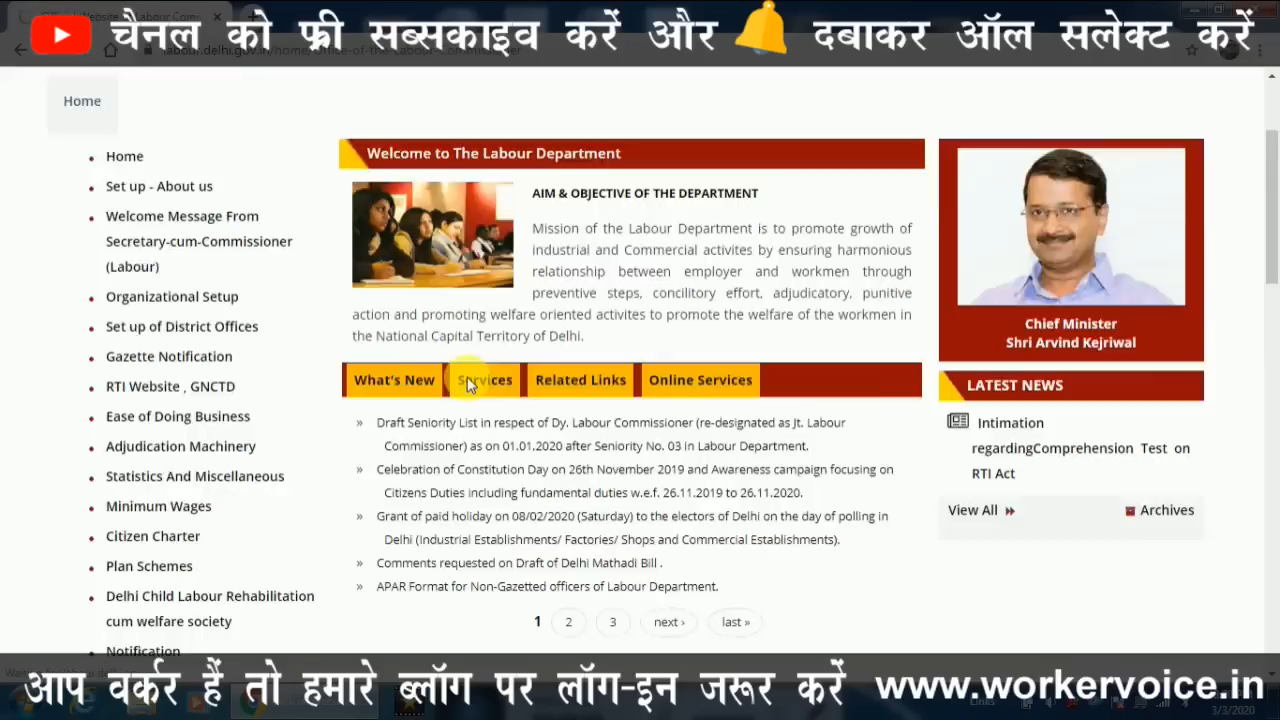 चैनल को फ्री सब्सक्राइब करें और दबाकर ऑल सलेक्ट करें
Home
Home
Set up - About us
Welcome Message From
Secretary-cum-Commissioner
(Labour)
Organizational Setup
Set up of District Offices
Gazette Notification
RTI Website , GNCTD
Ease of Doing Business
Adjudication Machinery
Statistics And Miscellaneous
Minimum Wages
Citizen Charter
Plan Schemes
Delhi Child Labour Rehabilitation
cum welfare society
Notification
Welcome to The Labour Department
AIM & OBJECTIVE OF THE DEPARTMENT
Mission of the Labour Department is to promote growth of
industrial and Commercial activites by ensuring harmonious
relationship between employer and workmen through
preventive steps, concilitory effort, adjudicatory, punitive
action and promoting welfare oriented activites to promote the welfare of the workmen in
the National Capital Territory of Delhi.
What's New Services Related Links Online Services
» Draft Seniority List in respect of Dy. Labour Commissioner (re-designated as Jt. Labour
Commissioner) as on 01.01.2020 after Seniority No. 03 in Labour Department.
» Celebration of Constitution Day on 26th November 2019 and Awareness campaign focusing on
Citizens Duties including fundamental duties w.e.f. 26.11.2019 to 26.11.2020.
» Grant of paid holiday on 08/02/2020 (Saturday) to the electors of Delhi on the day of polling in
Delhi (Industrial Establishments/ Factories/ Shops and Commercial Establishments).
» Comments requested on Draft of Delhi Mathadi Bill .
» APAR Format for Non-Gazetted officers of Labour Department.
1 2 3 next › last »
Chief Minister
Shri Arvind Kejriwal
LATEST NEWS
Intimation
regardingComprehension Test on
RTI Act
View All Archives
आप वर्कर हैं तो हमारे ब्लॉग पर लॉग-इन जरूर करें www.workervoice.in
3/3/2020